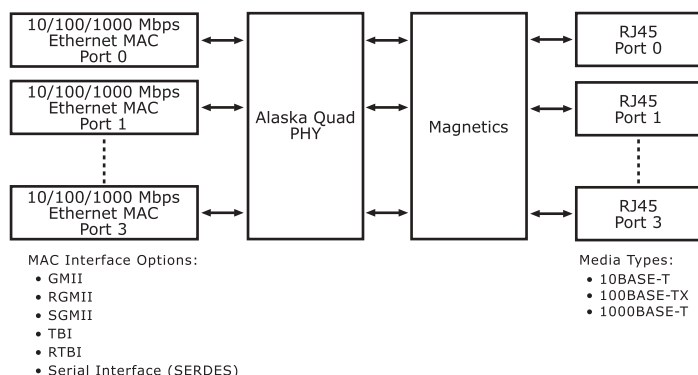 10/100/1000 Mbps
Ethernet MAC
Port 0
10/100/1000 Mbps
Ethernet MAC
Port 1
10/100/1000 Mbps
Ethernet MAC
Port 3
Alaska Quad
PHY
Magnetics
RJ45
Port 0
RJ45
Port 1
RJ45
Port 3
MAC Interface Options:
• GMII
• RGMII
• SGMII
• TBI
• RTBI
• Serial Interface (SERDES)
Media Types:
• 10BASE-T
• 100BASE-TX
• 1000BASE-T